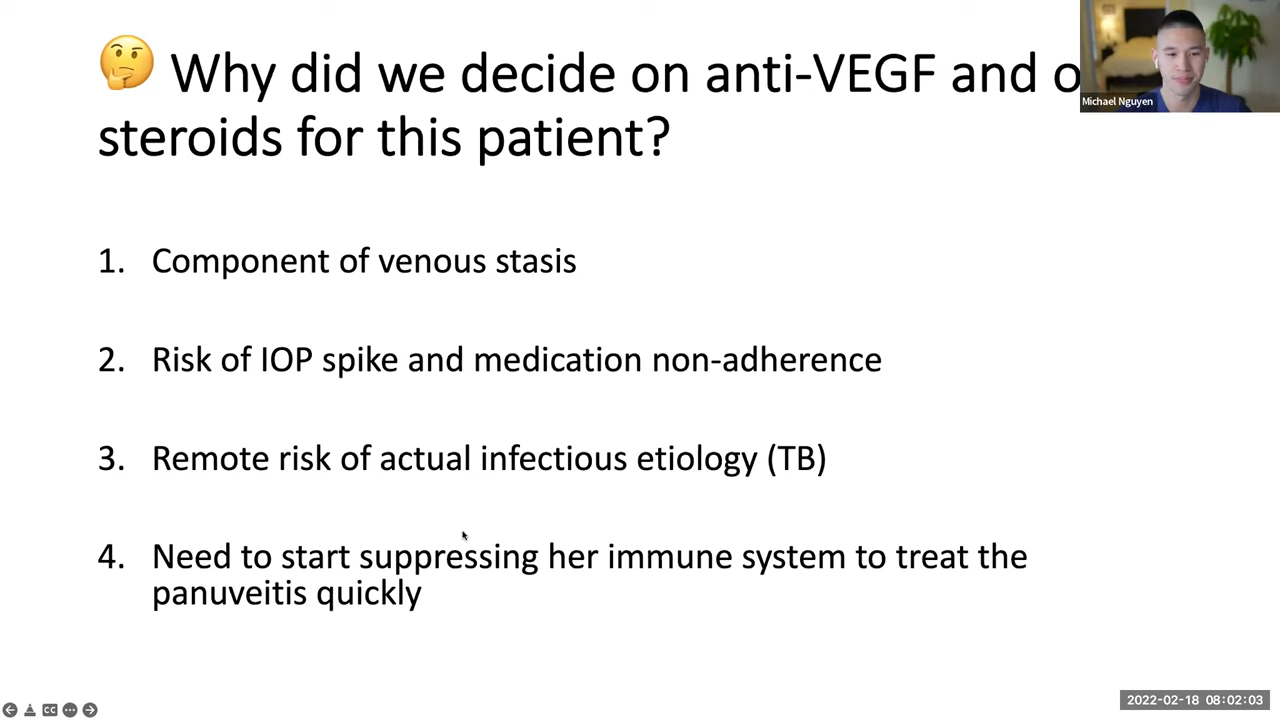 Why did we decide on anti-VEGF and
steroids for this patient?
Michael Nguyen
1. Component of venous stasis
2. Risk of IOP spike and medication non-adherence
3. Remote risk of actual infectious etiology (TB)
4. Need to start suppressing her immune system to treat the
panuveitis quickly
CC
2022-02-18 08:02:03